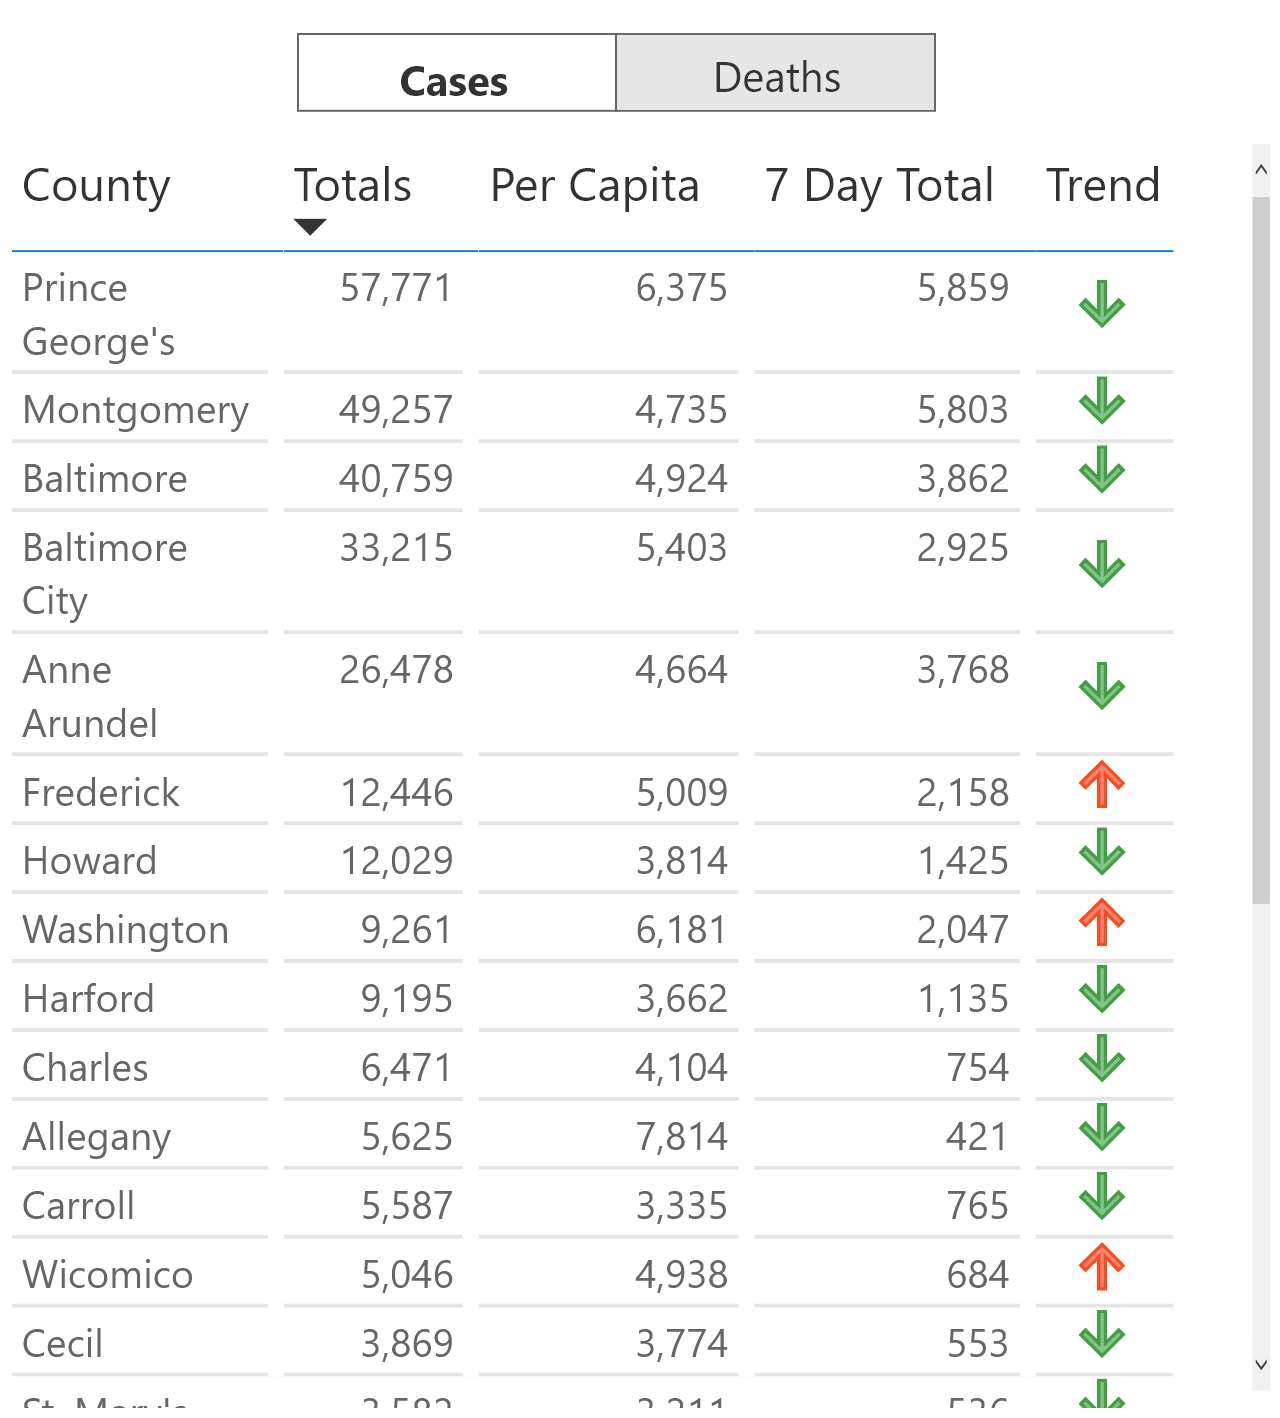 Cases Deaths
County Totals Per Capita 7 Day Total Trend
Prince 57,771 6,375 5,859
George's
Montgomery 49,257 4,735 5,803
Baltimore 40,759 4,924 3,862
Baltimore 33,215 5,403 2,925
City
Anne 26,478 4,664 3,768
Arundel
Frederick 12,446 5,009 2,158
Howard 12,029 3,814 1,425
Washington 9,261 6,181 2,047
Harford 9,195 3,662 1,135
Charles 6,471 4,104 754
Allegany 5,625 7,814 421
Carroll 5,587 3,335 765
Wicomico 5,046 4,938 684
Cecil 3,869 3,774 553
St. Mary's